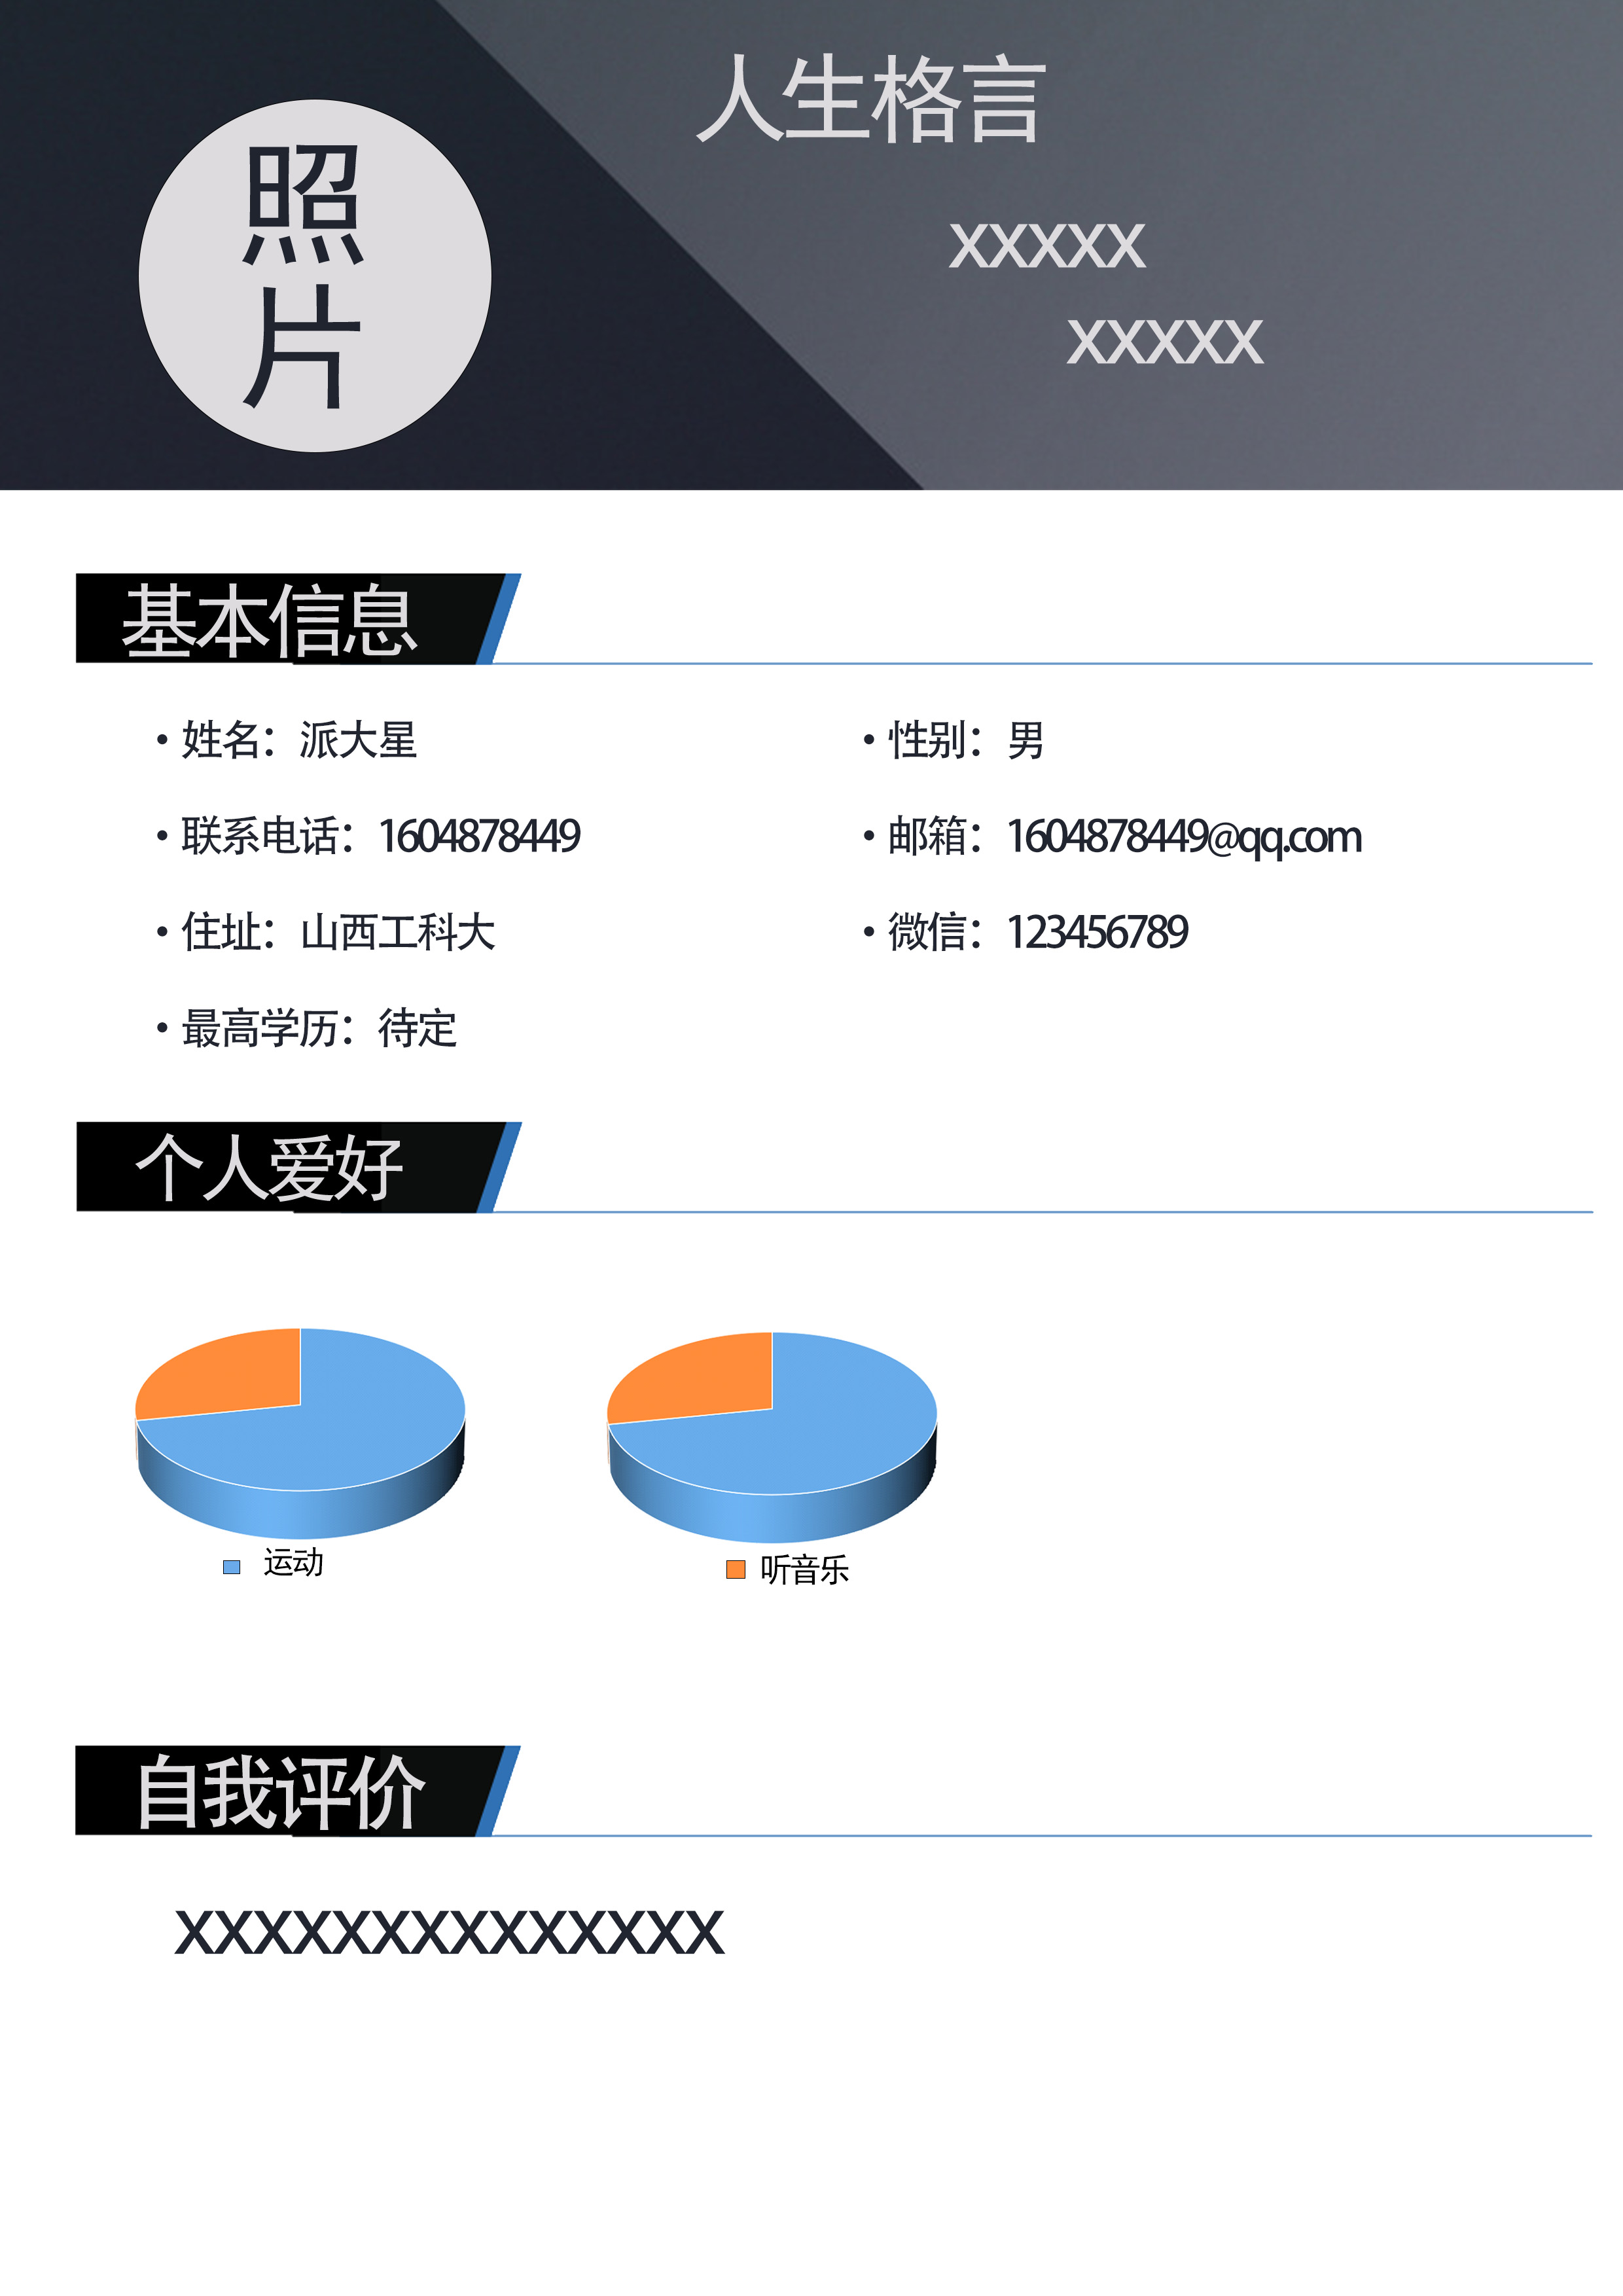 照
片
人生格言
XXXXX
XXXXX
基本信息
• 姓名：派大星
• 性别：男
• 联系电话：1604878449
• 邮箱：1604878449@qq.com
• 住址：山西工科大
• 微信：123456789
• 最高学历：待定
个人爱好
运动
听音乐
自我评价
XXXXXXXXXXXXXX